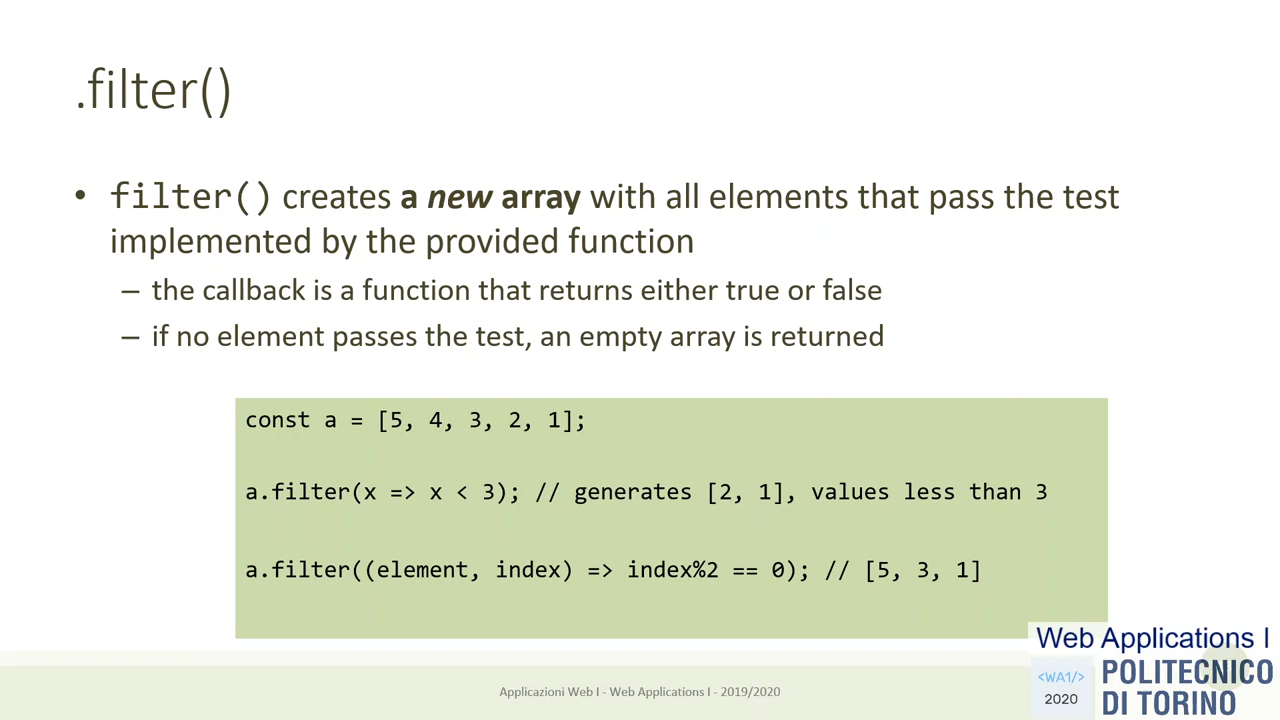 .filter()
• filter() creates a new array with all elements that pass the test
implemented by the provided function
– the callback is a function that returns either true or false
– if no element passes the test, an empty array is returned
const a = [5, 4, 3, 2, 1];
a.filter(x => x < 3); // generates [2, 1], values less than 3
a.filter((element, index) => index%2 == 0); // [5, 3, 1]
Applicazioni Web I - Web Applications I - 2019/2020
Web Applications I
<WA1/>
2020
POLITECNICO
DI TORINO